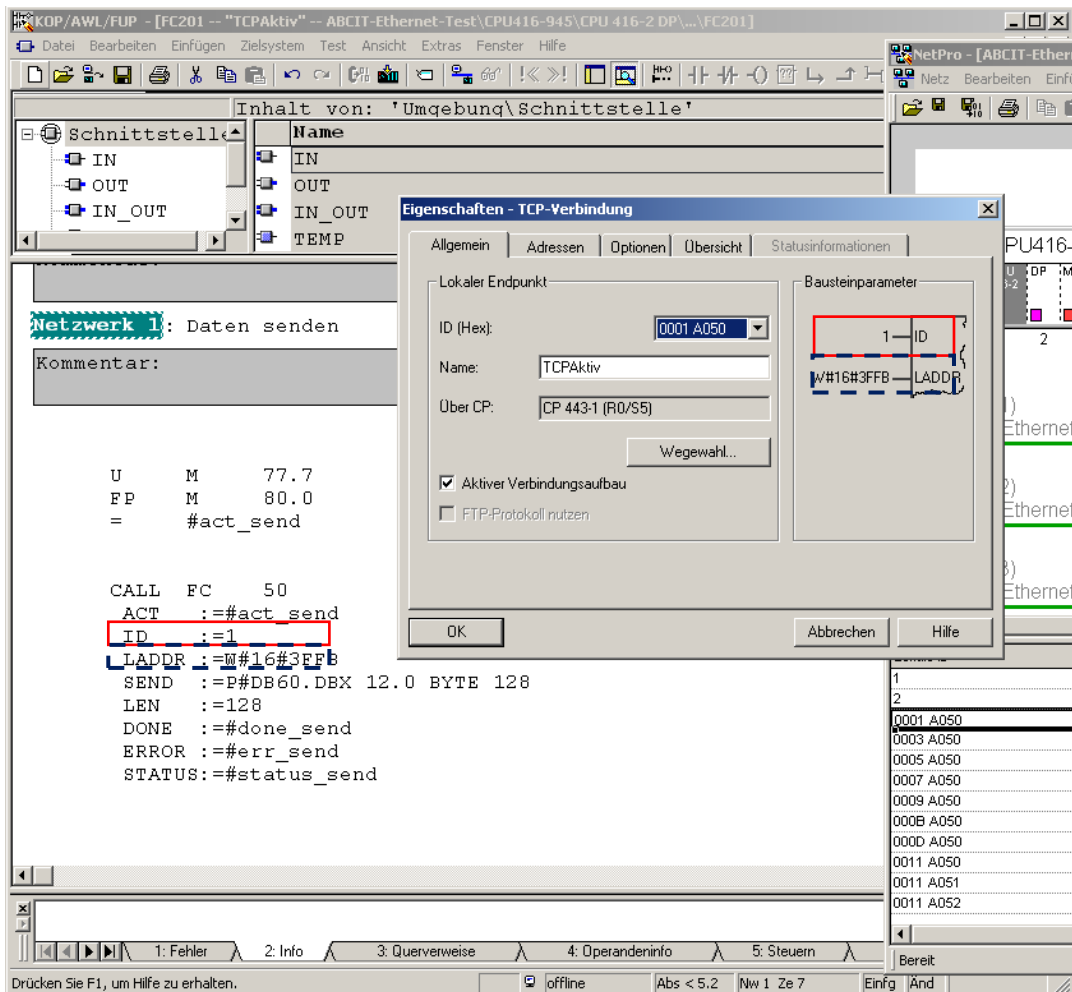 KOP/AWL/FUP - [FC201 -- "TCPAktiv" -- ABCIT-Ethernet-Test\CPU416-945\CPU 416-2 DP\...\FC201]
Datei Bearbeiten Einfügen Zielsystem Test Ansicht Extras Fenster Hilfe
NetPro - [ABCIT-Ether
Netz Bearbeiten Einfü
Inhalt von: 'Umgebung\Schnittstelle'
Schnittstelle
IN
OUT
IN_OUT
Name
IN
OUT
IN_OUT
TEMP
Netzwerk 1: Daten senden
Kommentar:
U M 77.7
FP M 80.0
= #act_send
CALL FC 50
ACT :=#act_send
ID :=1
LADDR :=W#16#3FFB
SEND :=P#DB60.DBX 12.0 BYTE 128
LEN :=128
DONE :=#done_send
ERROR :=#err_send
STATUS:=#status_send
Eigenschaften - TCP-Verbindung
Allgemein Adressen Optionen Übersicht Statusinformationen
Lokaler Endpunkt
ID (Hex): 0001 A050
Name: TCPAktiv
Über CP: CP 443-1 (R0/S5)
Wegewahl...
Aktiver Verbindungsaufbau
FTP-Protokoll nutzen
Bausteinparameter
1 ID
W#16#3FFB LADDR
OK Abbrechen Hilfe
PU416-
DP M
2
Ethernet
Ethernet
Ethernet
1
2
0001 A050
0003 A050
0005 A050
0007 A050
0009 A050
000B A050
000D A050
0011 A050
0011 A051
0011 A052
Bereit
1: Fehler 2: Info 3: Querverweise 4: Operandeninfo 5: Steuern
Drücken Sie F1, um Hilfe zu erhalten. offline Abs < 5.2 Nw 1 Ze 7 Einfg Änd